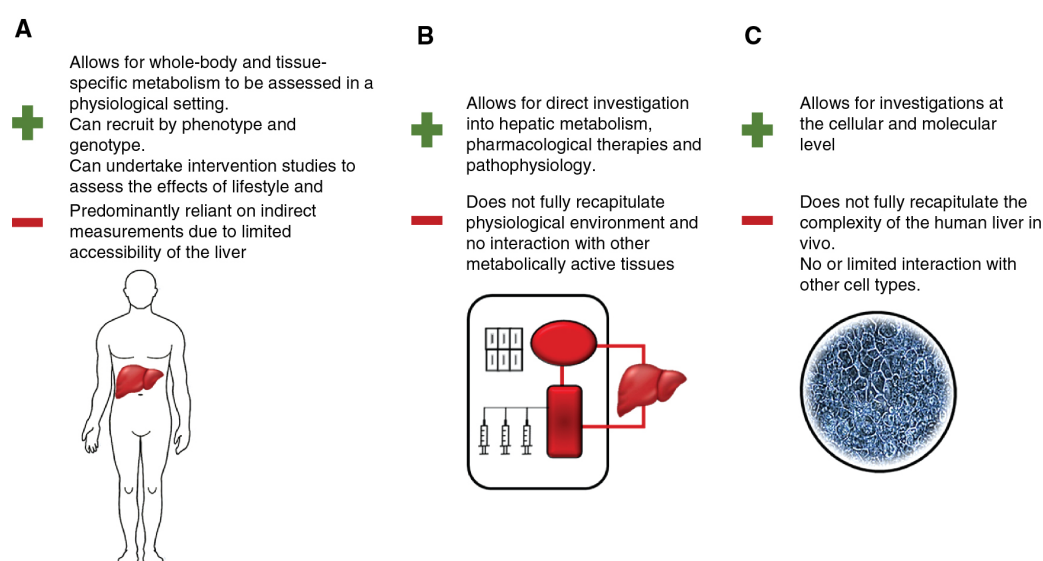 A
Allows for whole-body and tissue-
specific metabolism to be assessed in a
physiological setting.
Can recruit by phenotype and
genotype.
Can undertake intervention studies to
assess the effects of lifestyle and
Predominantly reliant on indirect
measurements due to limited
accessibility of the liver
B
Allows for direct investigation
into hepatic metabolism,
pharmacological therapies and
pathophysiology.
Does not fully recapitulate
physiological environment and
no interaction with other
metabolically active tissues
C
Allows for investigations at
the cellular and molecular
level
Does not fully recapitulate the
complexity of the human liver in
vivo.
No or limited interaction with
other cell types.